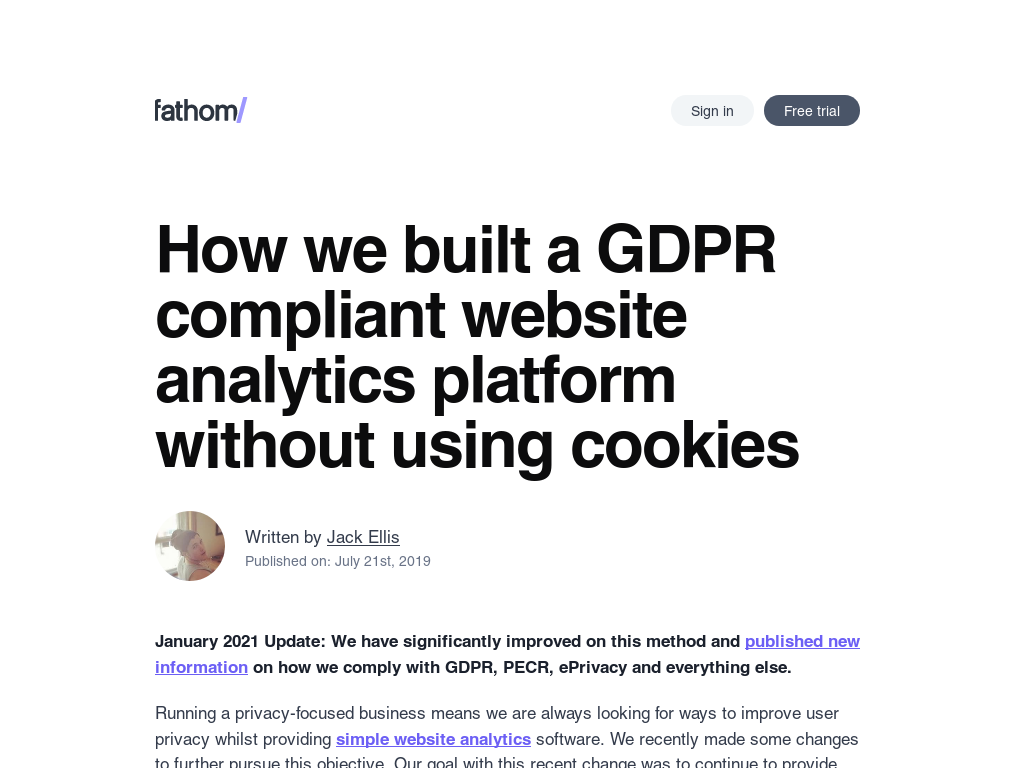 fathom/
Sign in
Free trial
How we built a GDPR
compliant website
analytics platform
without using cookies
Written by Jack Ellis
Published on: July 21st, 2019
January 2021 Update: We have significantly improved on this method and published new
information on how we comply with GDPR, PECR, ePrivacy and everything else.
Running a privacy-focused business means we are always looking for ways to improve user
privacy whilst providing simple website analytics software. We recently made some changes
to further pursue this objective. Our goal with this recent change was to continue to provide